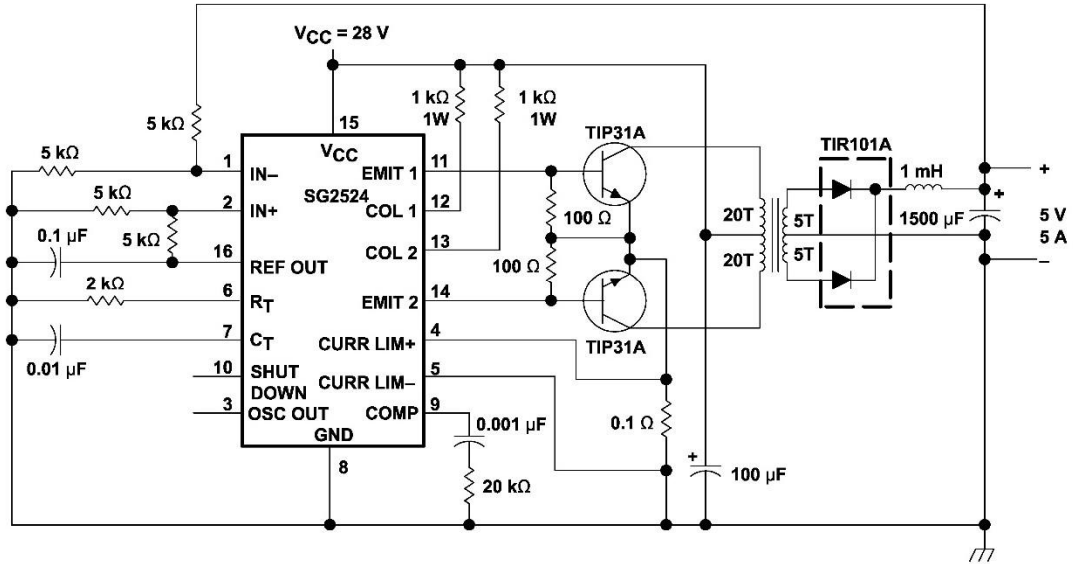 VCC = 28 V
5 kΩ
1 kΩ
1W
1 kΩ
1W
TIP31A
TIR101A
15
VCC
5 kΩ
1
IN–
EMIT 1
11
1 mH
+
SG2524
5 kΩ
2
IN+
COL 1
12
100 Ω
20T
5T
1500 µF
+
5 V
5 A
0.1 µF
5 kΩ
16
REF OUT
COL 2
13
100 Ω
20T
5T
–
2 kΩ
6
RT
EMIT 2
14
0.01 µF
7
CT
CURR LIM+
4
TIP31A
10
SHUT
DOWN
CURR LIM–
5
3
OSC OUT
COMP
9
0.001 µF
0.1 Ω
GND
8
20 kΩ
+
100 µF